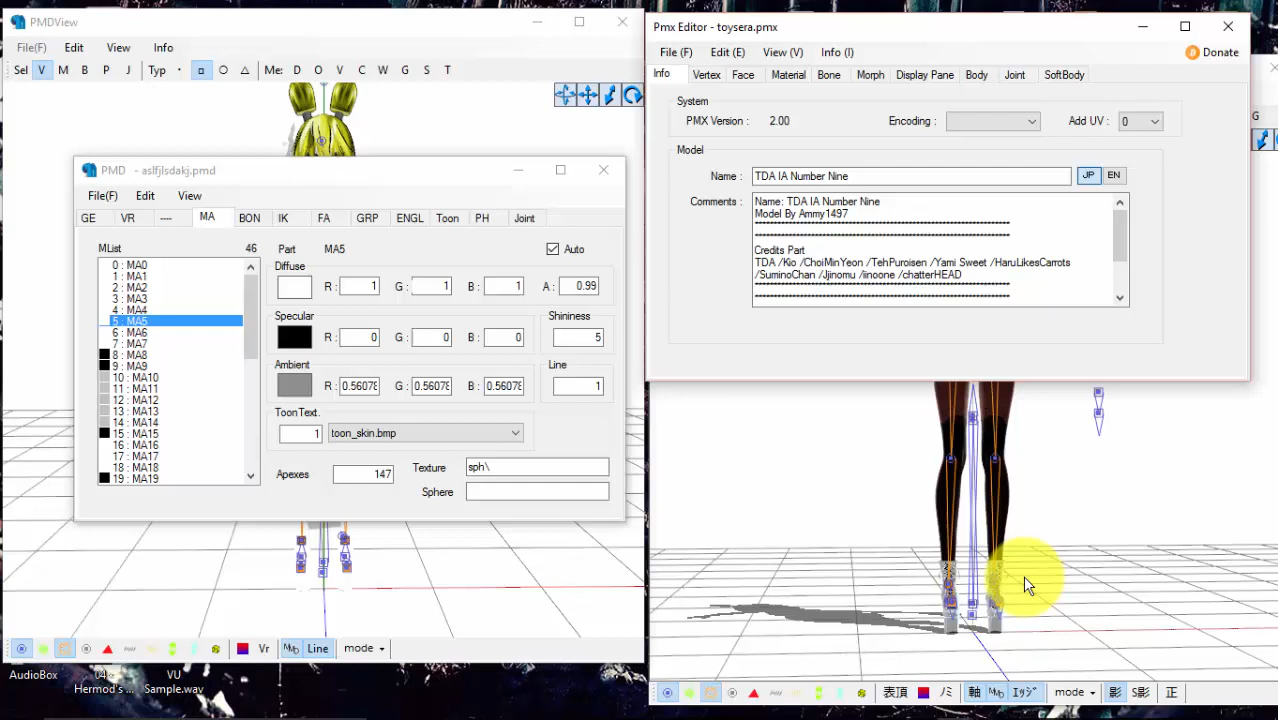 PMDView
File(F) Edit View Info
Sel V M B P J Typ Me: D O V C W G S T
PMD - aslfjlsdakj.pmd
File(F) Edit View
GE VR ---- MA BON IK FA GRP ENGL Toon PH Joint
MList 46 Part MA5 Auto
0 : MA0
1 : MA1
2 : MA2
3 : MA3
4 : MA4
5 : MA5
6 : MA6
7 : MA7
8 : MA8
9 : MA9
10 : MA10
11 : MA11
12 : MA12
13 : MA13
14 : MA14
15 : MA15
16 : MA16
17 : MA17
18 : MA18
19 : MA19
Diffuse
R : 1 G : 1 B : 1 A : 0.99
Specular Shininess
R : 0 G : 0 B : 0 5
Ambient Line
R : 0.56078 G : 0.56078 B : 0.56078 1
ToonText.
1 toon_skin.bmp
Apexes 147 Texture sph\
Sphere
Vr Line mode
AudioBox VU
Hermod's ... Sample.wav
Pmx Editor - toysera.pmx
File (F) Edit (E) View (V) Info (I) Donate
Info Vertex Face Material Bone Morph Display Pane Body Joint SoftBody
System
PMX Version : 2.00 Encoding : Add UV : 0
Model
Name : TDA IA Number Nine JP EN
Comments : Name: TDA IA Number Nine
Model By Ammy1497
Credits Part
TDA /Kio /ChoiMinYeon /TehPuroisen /Yami Sweet /HaruLikesCarrots
/SuminoChan /Jjinomu /iinoone /chatterHEAD
G
表頂 ノミ 軸 エッジ mode 影 S影 正